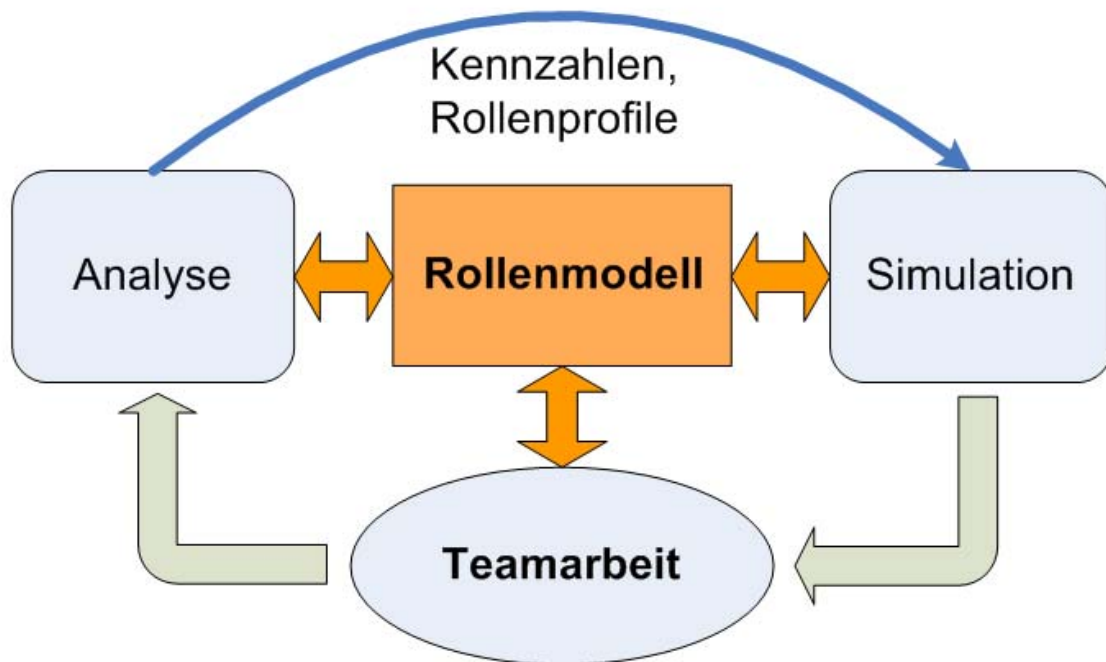 Kennzahlen,
Rollenprofile
Analyse
Rollenmodell
Simulation
Teamarbeit